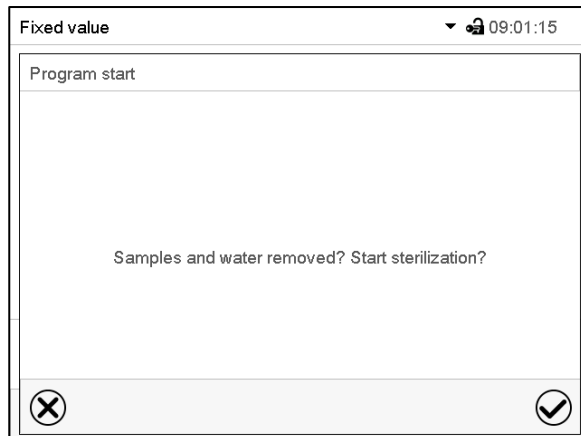 Fixed value 09:01:15
Program start
Samples and water removed? Start sterilization?